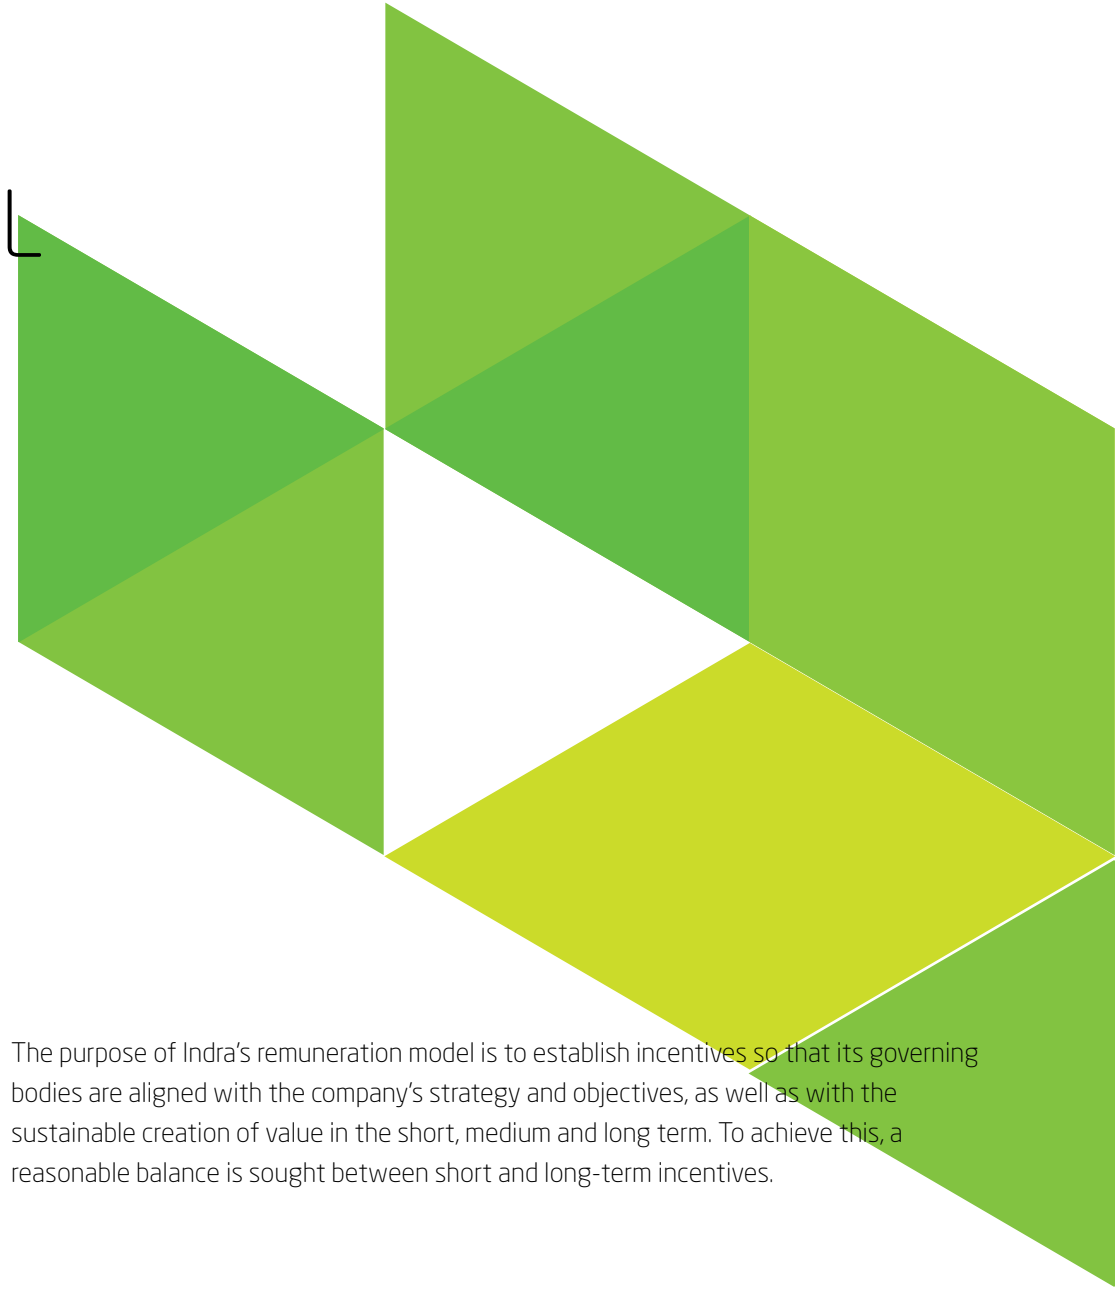 The purpose of Indra's remuneration model is to establish incentives so that its governing
bodies are aligned with the company's strategy and objectives, as well as with the
sustainable creation of value in the short, medium and long term. To achieve this, a
reasonable balance is sought between short and long-term incentives.